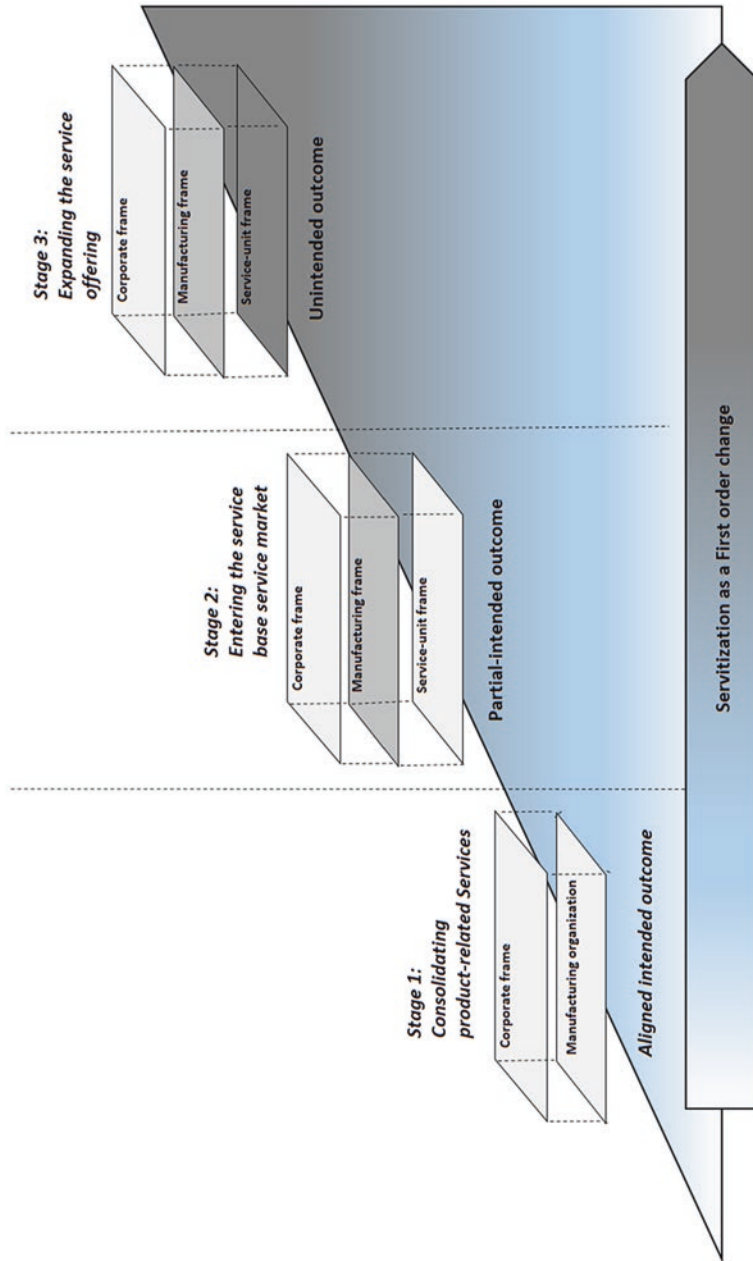 Stage 1:
Consolidating
product-related Services
Corporate frame
Manufacturing organization
Aligned intended outcome
Stage 2:
Entering the service
base service market
Corporate frame
Manufacturing frame
Service-unit frame
Partial-intended outcome
Stage 3:
Expanding the service
offering
Corporate frame
Manufacturing frame
Service-unit frame
Unintended outcome
Servitization as a First order change